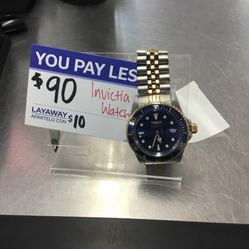 YOU PAY LES
$90
Invictia
Watch
LAYAWAY
APARTELO CON
$10